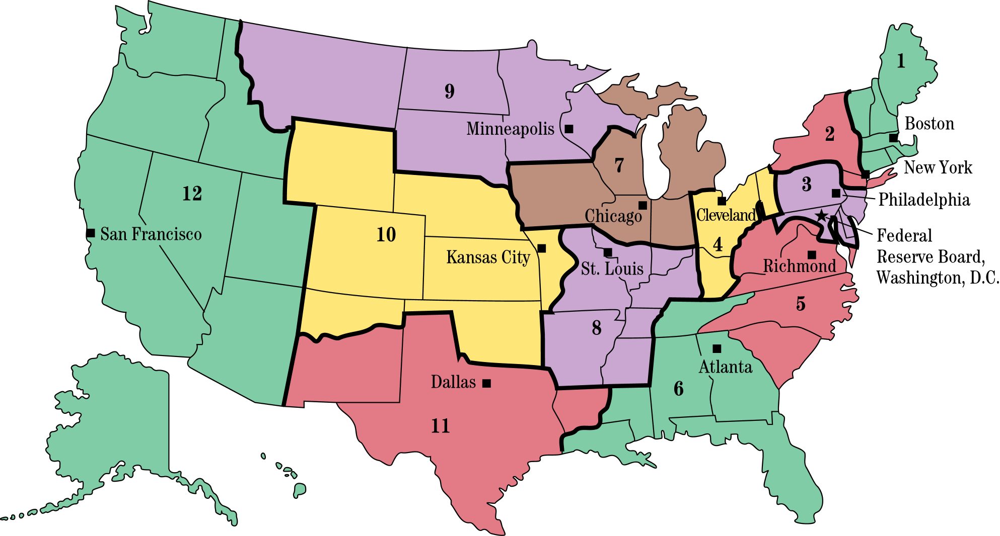 1
9
Boston
Minneapolis
2
7
New York
3
12
Philadelphia
Chicago
Cleveland
San Francisco
10
Federal
Reserve Board,
Washington, D.C.
4
Kansas City
St. Louis
Richmond
5
8
Atlanta
Dallas
6
11